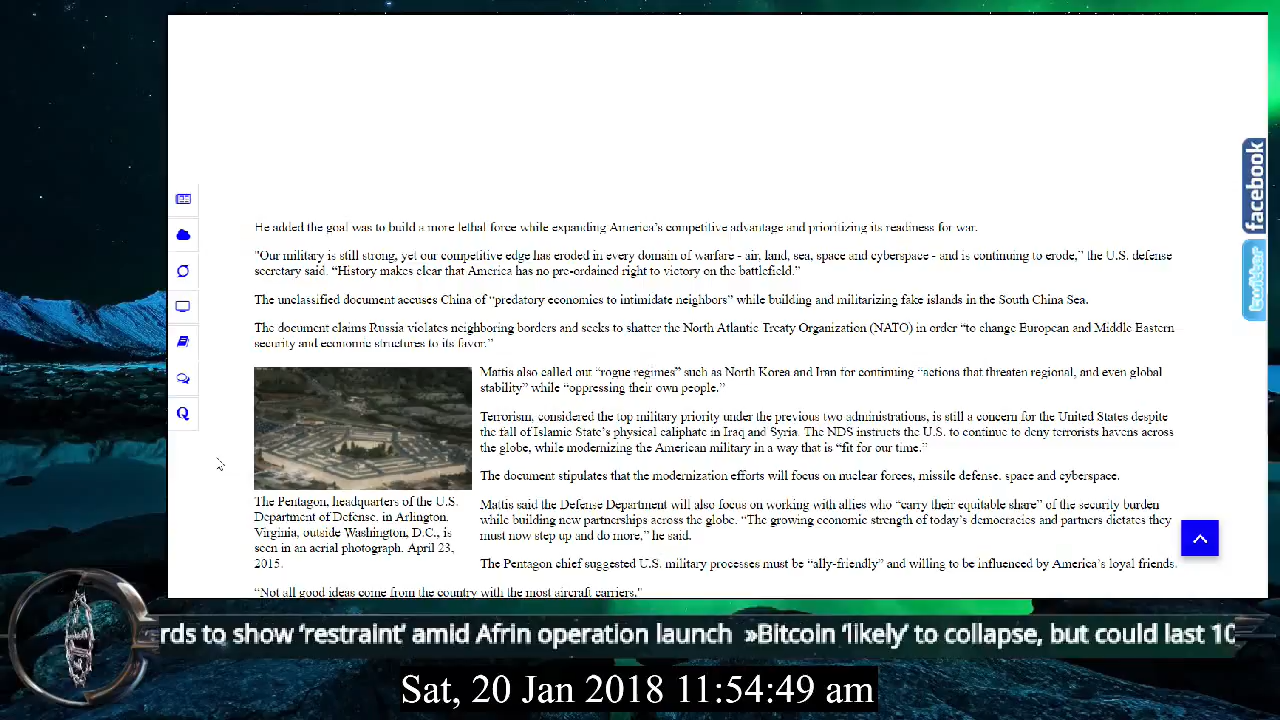 He added the goal was to build a more lethal force while expanding America's competitive advantage and prioritizing its readiness for war.
"Our military is still strong, yet our competitive edge has eroded in every domain of warfare - air, land, sea, space and cyberspace - and is continuing to erode," the U.S. defense
secretary said. “History makes clear that America has no pre-ordained right to victory on the battlefield.”
The unclassified document accuses China of “predatory economics to intimidate neighbors” while building and militarizing fake islands in the South China Sea.
The document claims Russia violates neighboring borders and seeks to shatter the North Atlantic Treaty Organization (NATO) in order “to change European and Middle Eastern
security and economic structures to its favor.”
Mattis also called out “rogue regimes” such as North Korea and Iran for continuing “actions that threaten regional, and even global
stability” while “oppressing their own people.”
Terrorism, considered the top military priority under the previous two administrations, is still a concern for the United States despite
the fall of Islamic State's physical caliphate in Iraq and Syria. The NDS instructs the U.S. to continue to deny terrorists havens across
the globe, while modernizing the American military in a way that is “fit for our time.”
The document stipulates that the modernization efforts will focus on nuclear forces, missile defense, space and cyberspace.
Mattis said the Defense Department will also focus on working with allies who “carry their equitable share” of the security burden
while building new partnerships across the globe. “The growing economic strength of today's democracies and partners dictates they
must now step up and do more,” he said.
The Pentagon chief suggested U.S. military processes must be “ally-friendly” and willing to be influenced by America's loyal friends.
The Pentagon, headquarters of the U.S.
Department of Defense, in Arlington,
Virginia, outside Washington, D.C., is
seen in an aerial photograph, April 23,
2015.
“Not all good ideas come from the country with the most aircraft carriers.”
facebook
twitter
rds to show ‘restraint’ amid Afrin operation launch »Bitcoin ‘likely’ to collapse, but could last 10
Sat, 20 Jan 2018 11:54:49 am